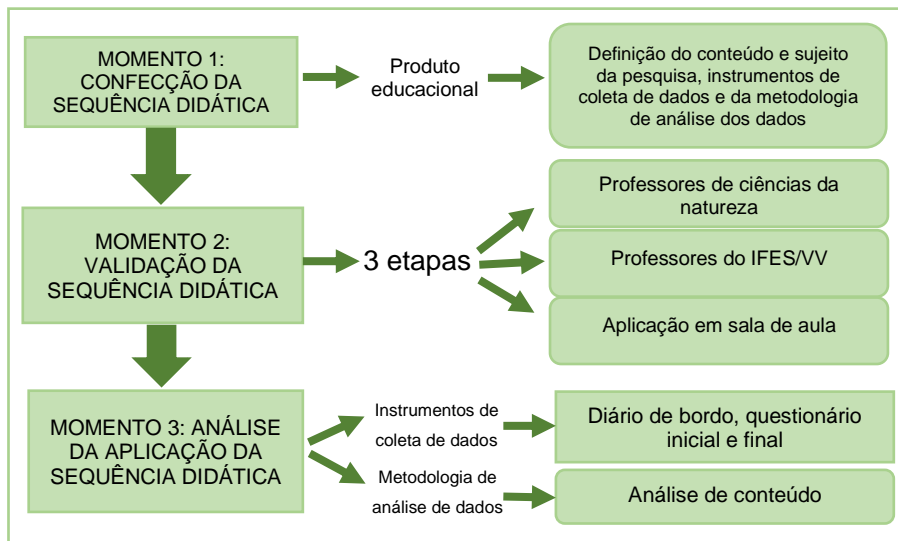 MOMENTO 1:
CONFECÇÃO DA
SEQUÊNCIA DIDÁTICA
Produto
educacional
Definição do conteúdo e sujeito
da pesquisa, instrumentos de
coleta de dados e da metodologia
de análise dos dados
MOMENTO 2:
VALIDAÇÃO DA
SEQUÊNCIA DIDÁTICA
3 etapas
Professores de ciências da
natureza
Professores do IFES/VV
Aplicação em sala de aula
MOMENTO 3: ANÁLISE
DA APLICAÇÃO DA
SEQUÊNCIA DIDÁTICA
Instrumentos de
coleta de dados
Diário de bordo, questionário
inicial e final
Metodologia de
análise de dados
Análise de conteúdo